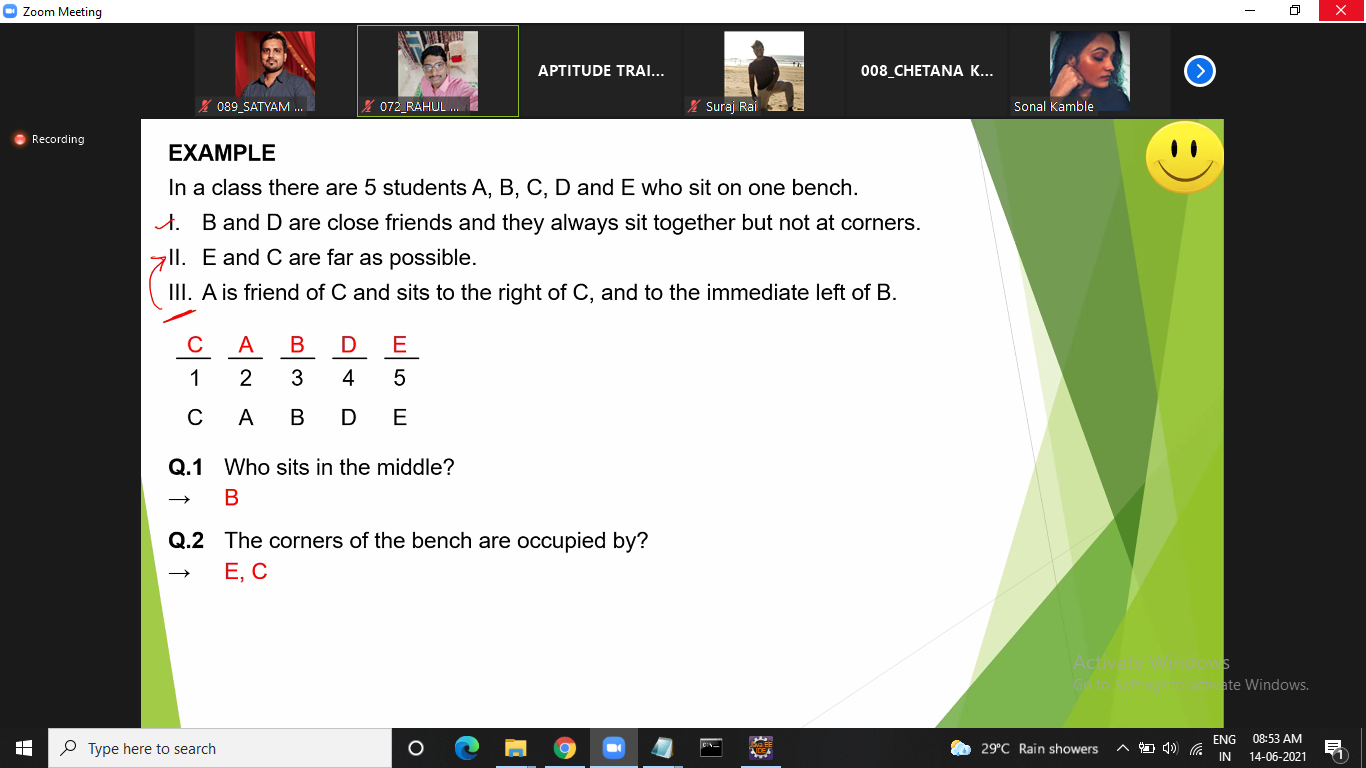 Zoom Meeting
089_SATYAM ...
072_RAHUL ...
APTITUDE TRAI...
Suraj Rai
008_CHETANA K...
Sonal Kamble
Recording
EXAMPLE
In a class there are 5 students A, B, C, D and E who sit on one bench.
I. B and D are close friends and they always sit together but not at corners.
II. E and C are far as possible.
III. A is friend of C and sits to the right of C, and to the immediate left of B.
C A B D E
1 2 3 4 5
C A B D E
Q.1 Who sits in the middle?
→ B
Q.2 The corners of the bench are occupied by?
→ E, C
Activate Windows
Go to Settings to activate Windows.
Type here to search
29°C Rain showers
ENG
IN
08:53 AM
14-06-2021
1